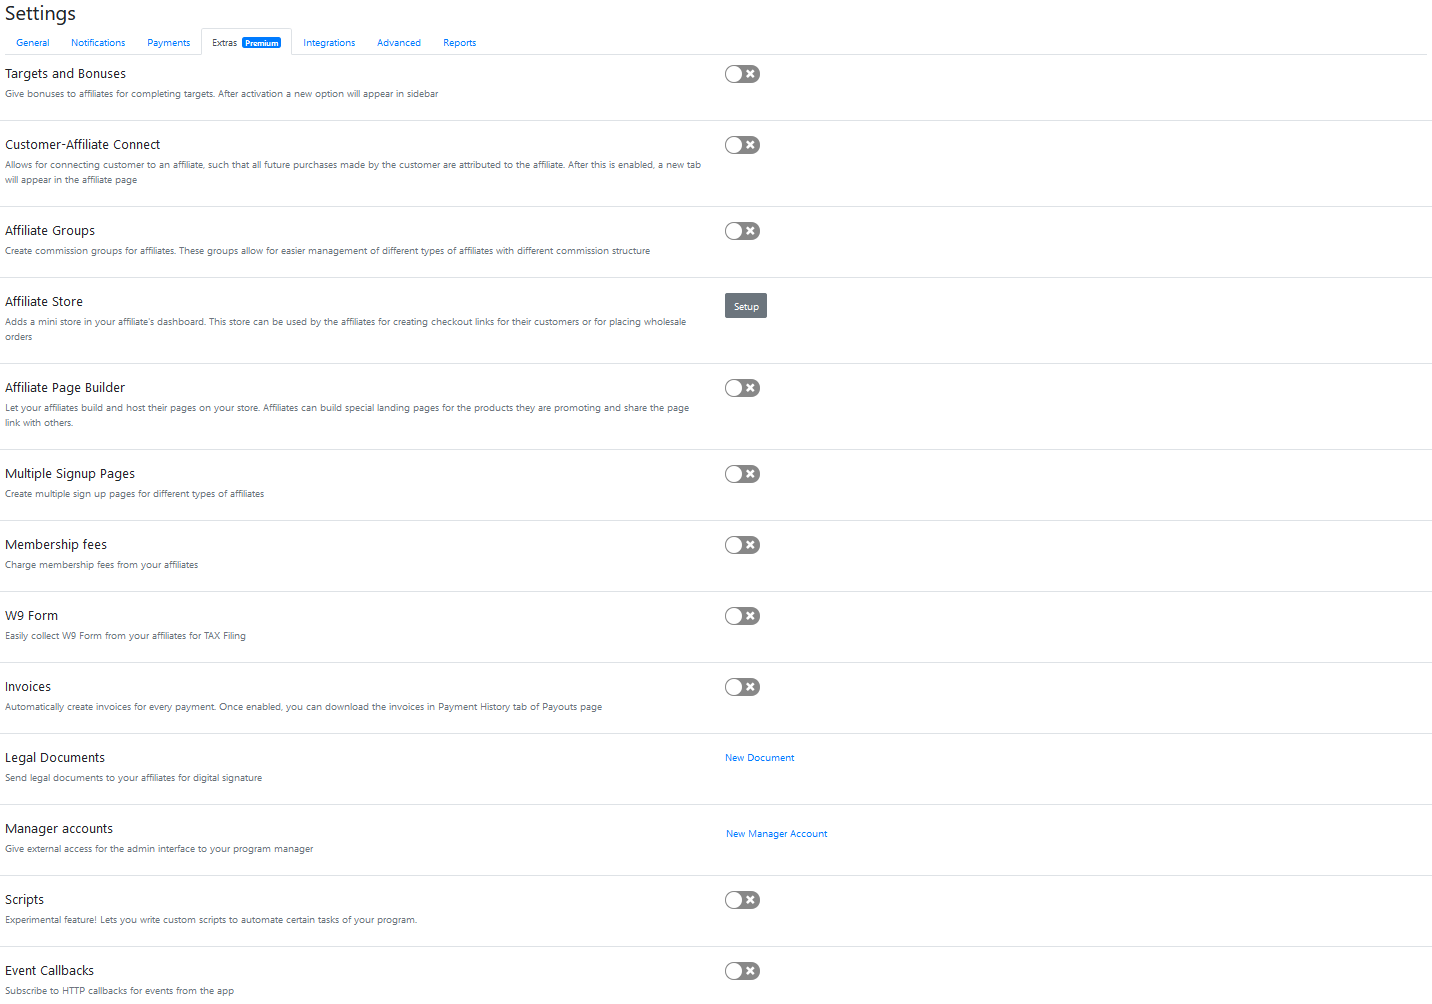 Settings
General Notifications Payments Extras Premium Integrations Advanced Reports
Targets and Bonuses
Give bonuses to affiliates for completing targets. After activation a new option will appear in sidebar
Customer-Affiliate Connect
Allows for connecting customer to an affiliate, such that all future purchases made by the customer are attributed to the affiliate. After this is enabled, a new tab
will appear in the affiliate page
Affiliate Groups
Create commission groups for affiliates. These groups allow for easier management of different types of affiliates with different commission structure
Affiliate Store
Setup
Adds a mini store in your affiliate's dashboard. This store can be used by the affiliates for creating checkout links for their customers or for placing wholesale
orders
Affiliate Page Builder
Let your affiliates build and host their pages on your store. Affiliates can build special landing pages for the products they are promoting and share the page
link with others.
Multiple Signup Pages
Create multiple sign up pages for different types of affiliates
Membership fees
Charge membership fees from your affiliates
W9 Form
Easily collect W9 Form from your affiliates for TAX Filing
Invoices
Automatically create invoices for every payment. Once enabled, you can download the invoices in Payment History tab of Payouts page
Legal Documents
New Document
Send legal documents to your affiliates for digital signature
Manager accounts
New Manager Account
Give external access for the admin interface to your program manager
Scripts
Experimental feature! Lets you write custom scripts to automate certain tasks of your program.
Event Callbacks
Subscribe to HTTP callbacks for events from the app